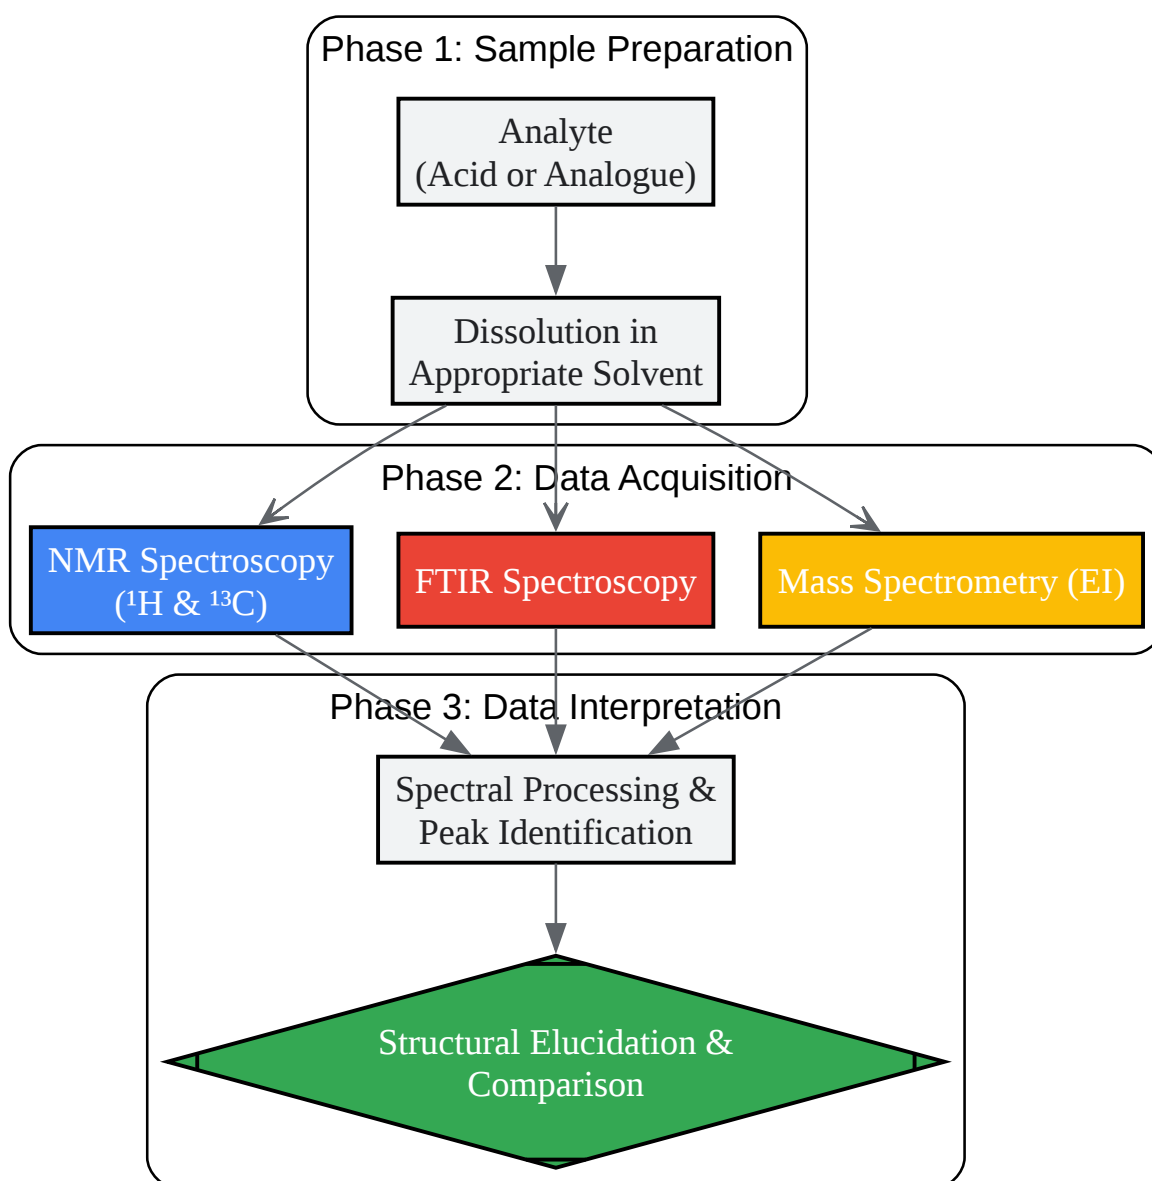 Phase 1: Sample Preparation
Analyte
(Acid or Analogue)
Dissolution in
Appropriate Solvent
Phase 2: Data Acquisition
NMR Spectroscopy
(¹H & ¹³C)
FTIR Spectroscopy
Mass Spectrometry (EI)
Phase 3: Data Interpretation
Spectral Processing &
Peak Identification
Structural Elucidation &
Comparison